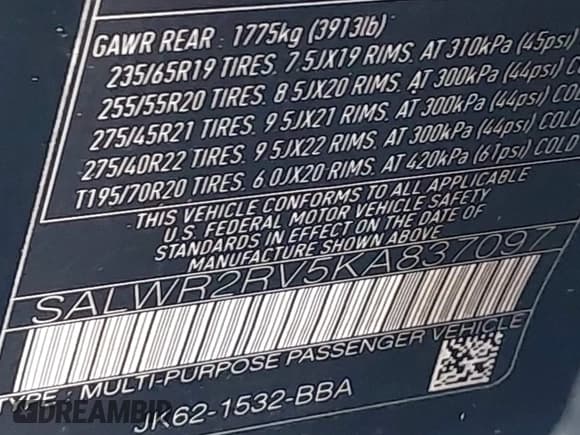 GAWR REAR : 1775kg (3913lb)
235/65R19 TIRES. 7.5JX19 RIMS. AT 310kPa (45psi)
255/55R20 TIRES. 8 5JX20 RIMS. AT 300kPa (44psi) CO
275/45R21 TIRES. 9 5JX21 RIMS. AT 300kPa (44psi) COL
275/40R22 TIRES. 9 5JX22 RIMS. AT 300kPa (44psi) COLD
T195/70R20 TIRES. 6.0JX20 RIMS. AT 420kPa (61psi) COLD
THIS VEHICLE CONFORMS TO ALL APPLICABLE
U.S. FEDERAL MOTOR VEHICLE SAFETY
STANDARDS IN EFFECT ON THE DATE OF
MANUFACTURE SHOWN ABOVE
SALWR2RV5KA837097
TYPE : MULTI-PURPOSE PASSENGER VEHICLE
JK62-1532-BBA
DREAMBID